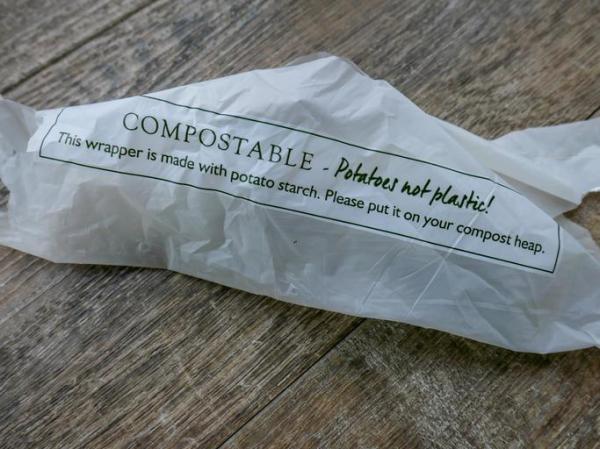 COMPOSTABLE - Potatoes not plastic!
This wrapper is made with potato starch. Please put it on your compost heap.